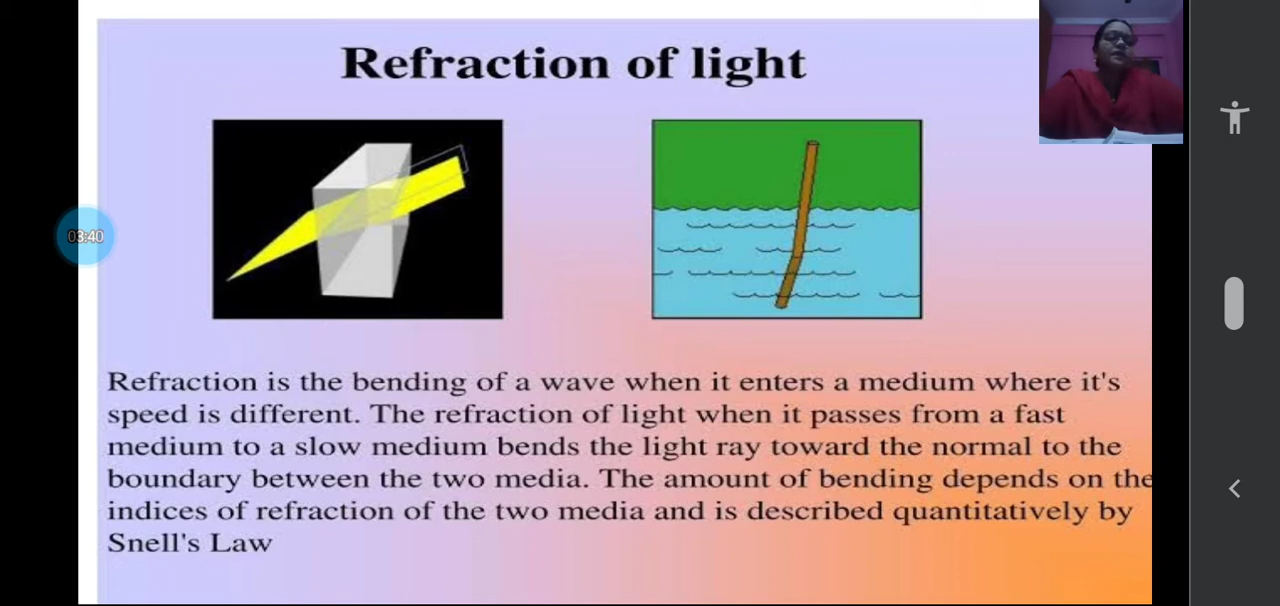 Refraction of light
03:40
Refraction is the bending of a wave when it enters a medium where it's
speed is different. The refraction of light when it passes from a fast
medium to a slow medium bends the light ray toward the normal to the
boundary between the two media. The amount of bending depends on the
indices of refraction of the two media and is described quantitatively by
Snell's Law